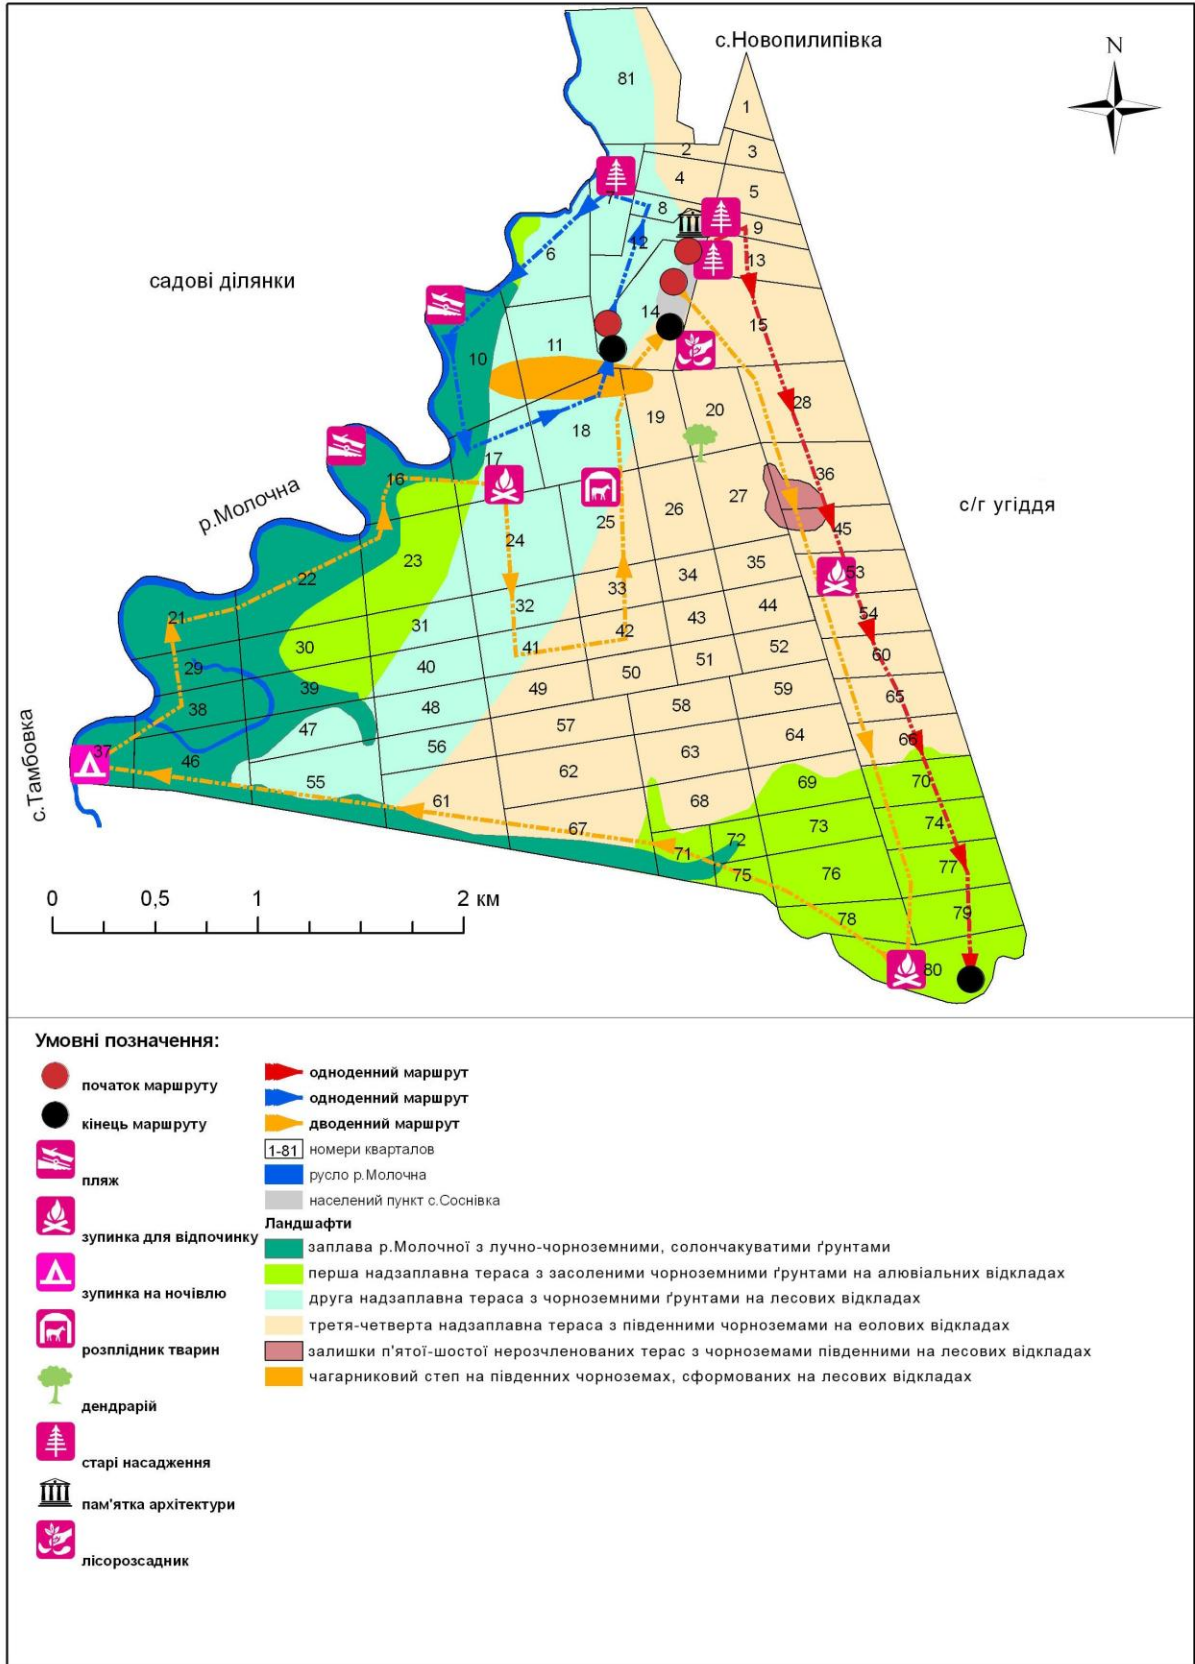 с.Новопилипівка
N
81
1
2
3
4
5
7
8
9
12
6
13
садові ділянки
14
15
11
10
28
19
20
18
17
36
16
27
с/г угіддя
р.Молочна
26
25
45
24
23
35
53
34
22
33
44
32
54
43
21
31
42
41
52
60
30
51
40
50
29
39
49
59
65
58
38
48
57
47
64
66
с.Тамбовка
37
56
63
46
62
70
55
69
61
68
67
73
74
72
71
77
75
76
78
79
80
0 0,5 1 2 км
Умовні позначення:
початок маршруту
кінець маршруту
пляж
зупинка для відпочинку
зупинка на ночівлю
розплідник тварин
дендрарій
старі насадження
пам'ятка архітектури
лісорозсадник
одноденний маршрут
одноденний маршрут
дводенний маршрут
1-81 номери кварталов
русло р.Молочна
населений пункт с.Соснівка
Ландшафти
заплава р.Молочної з лучно-чорноземними, солончакуватими ґрунтами
перша надзаплавна тераса з засоленими чорноземними ґрунтами на алювіальних відкладах
друга надзаплавна тераса з чорноземними ґрунтами на лесових відкладах
третя-четверта надзаплавна тераса з південними чорноземами на еолових відкладах
залишки п'ятої-шостої нерозчленованих терас з чорноземами південними на лесових відкладах
чагарниковий степ на південних чорноземах, сформованих на лесових відкладах